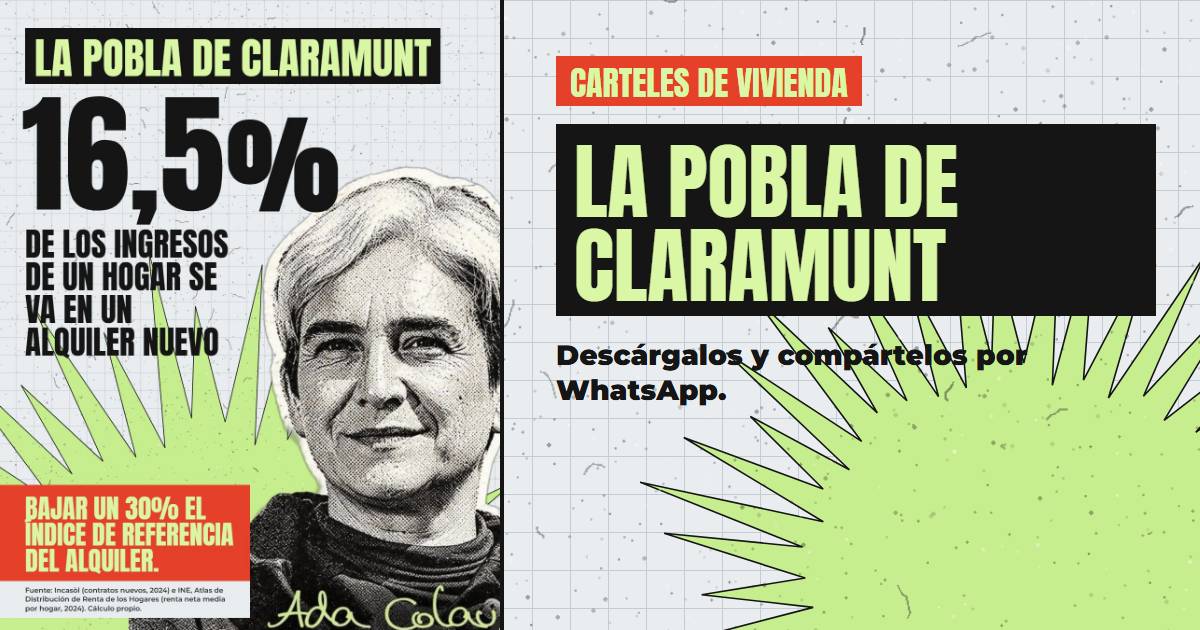 LA POBLA DE CLARAMUNT
16,5%
DE LOS INGRESOS
DE UN HOGAR SE
VA EN UN
ALQUILER NUEVO
BAJAR UN 30% EL
ÍNDICE DE REFERENCIA
DEL ALQUILER.
Fuente: Incasòl (contratos nuevos, 2024) e INE, Atlas de
Distribución de Renta de los Hogares (renta neta media
por hogar, 2024). Cálculo propio.
Ada Colau
CARTELES DE VIVIENDA
LA POBLA DE
CLARAMUNT
Descárgalos y compártelos por
WhatsApp.